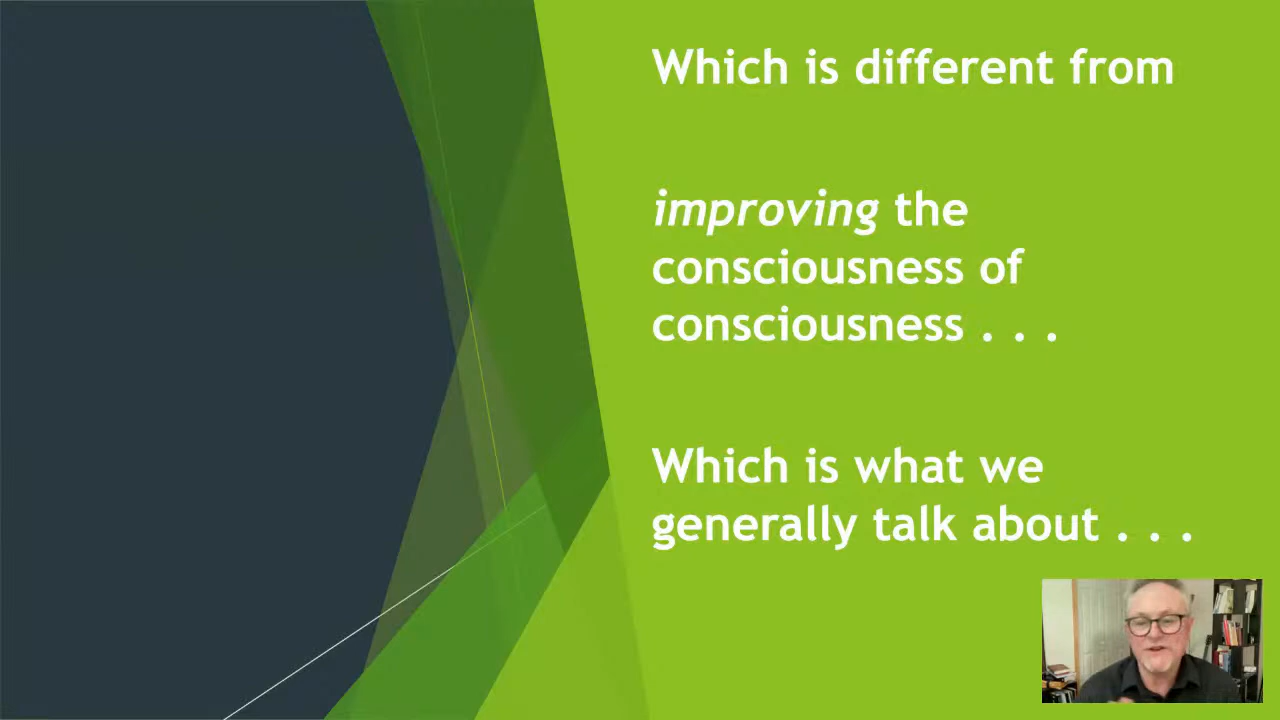 Which is different from
improving the
consciousness of
consciousness . . .
Which is what we
generally talk about . . .